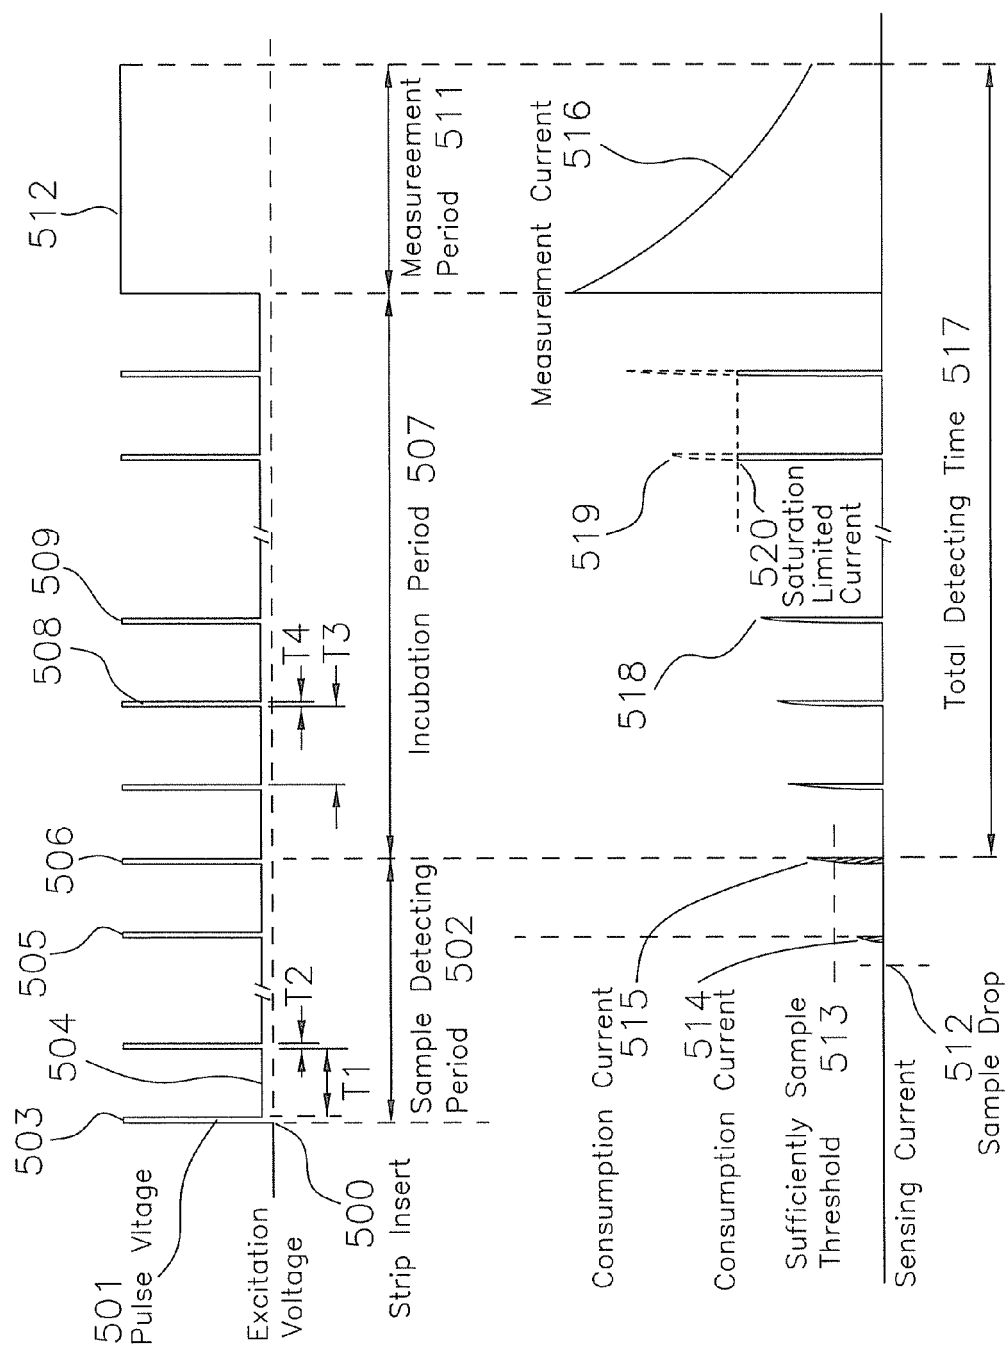 501
Pulse Vltage
503
504
505
506
508
509
512
Excitation
Voltage
500
Strip Insert
T1
T2
T3
T4
Sample Detecting
Period 502
Incubation Period 507
Measureement
Period 511
Consumption Current
515
Consumption Current
514
Sufficiently Sample
Threshold 513
Sensing Current
512
Sample Drop
518
519
520
Saturation
Limited
Current
Measurement Current
516
Total Detecting Time 517